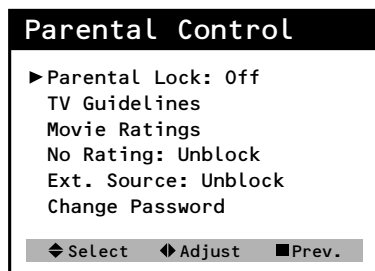 Parental Control
▶Parental Lock: Off
TV Guidelines
Movie Ratings
No Rating: Unblock
Ext. Source: Unblock
Change Password
Select Adjust Prev.